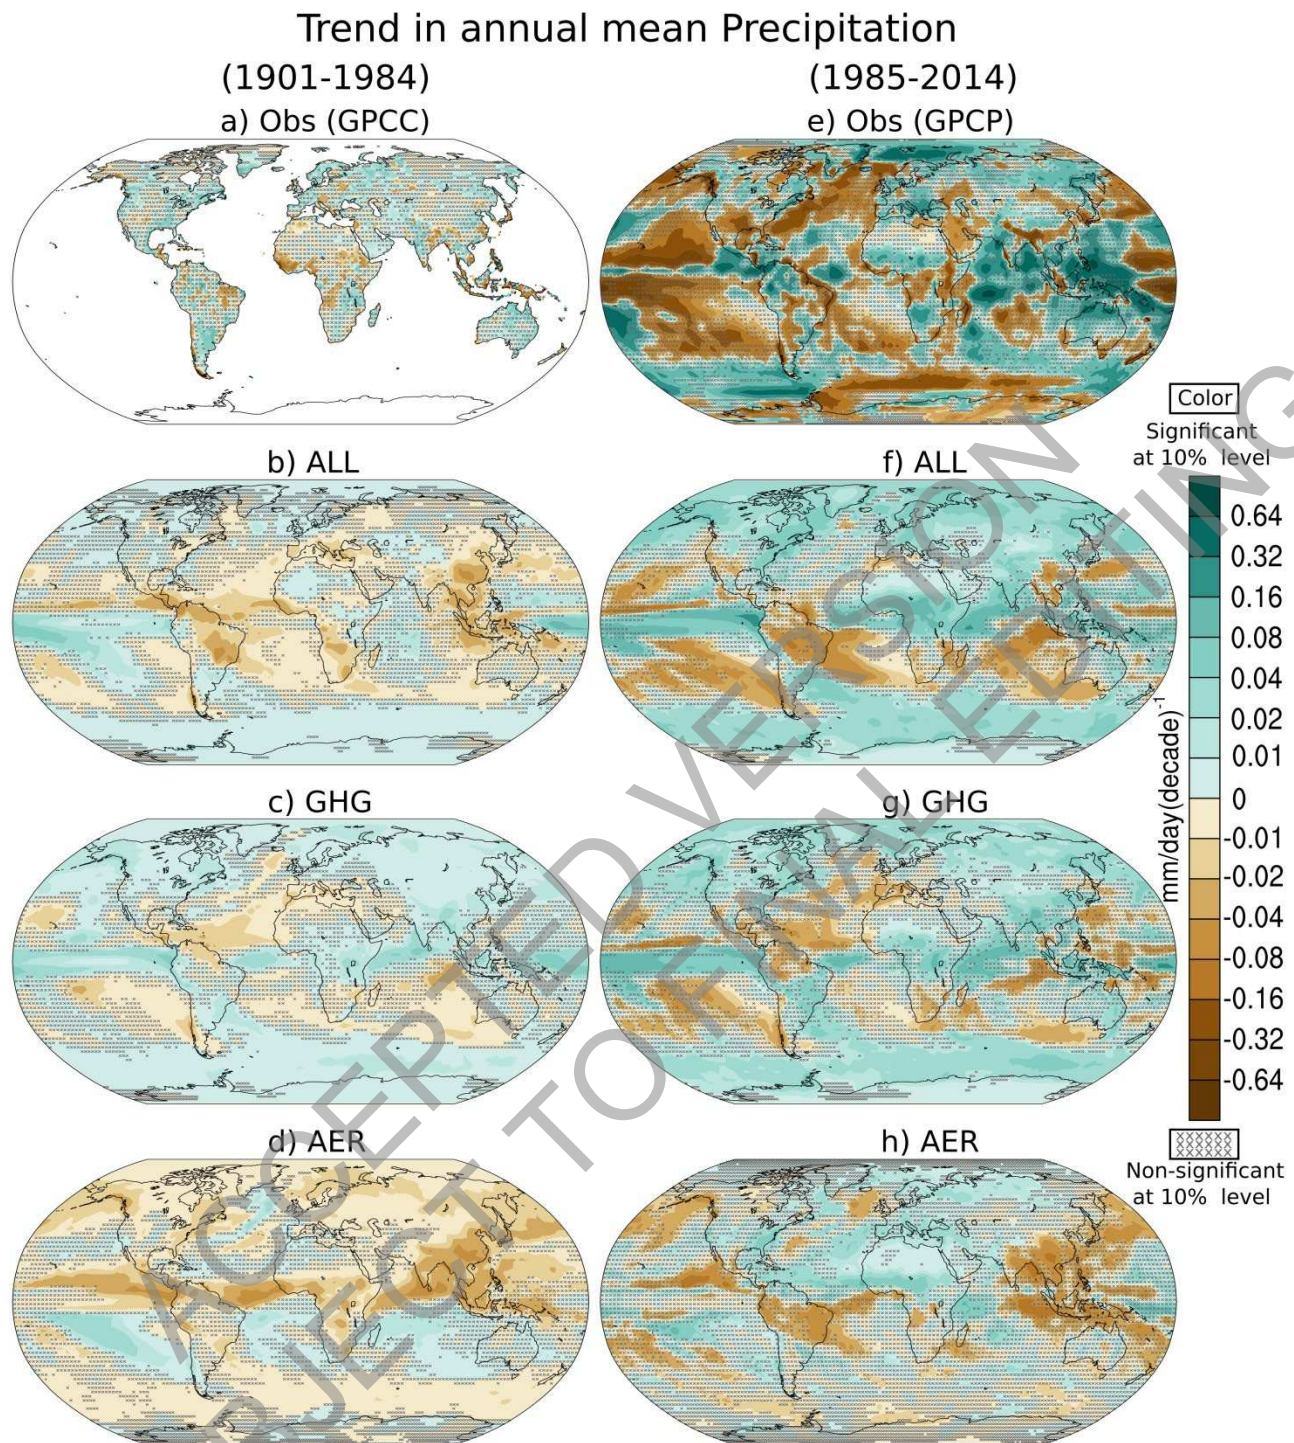 Trend in annual mean Precipitation
(1901-1984)
(1985-2014)
a) Obs (GPCC)
e) Obs (GPCP)
b) ALL
f) ALL
c) GHG
g) GHG
d) AER
h) AER
Color
Significant
at 10% level
0.64
0.32
0.16
0.08
0.04
0.02
0.01
0
-0.01
-0.02
-0.04
-0.08
-0.16
-0.32
-0.64
mm/day(decade)⁻¹
Non-significant
at 10% level
ACCEPTED VERSION
SUBJECT TO FINAL EDITING